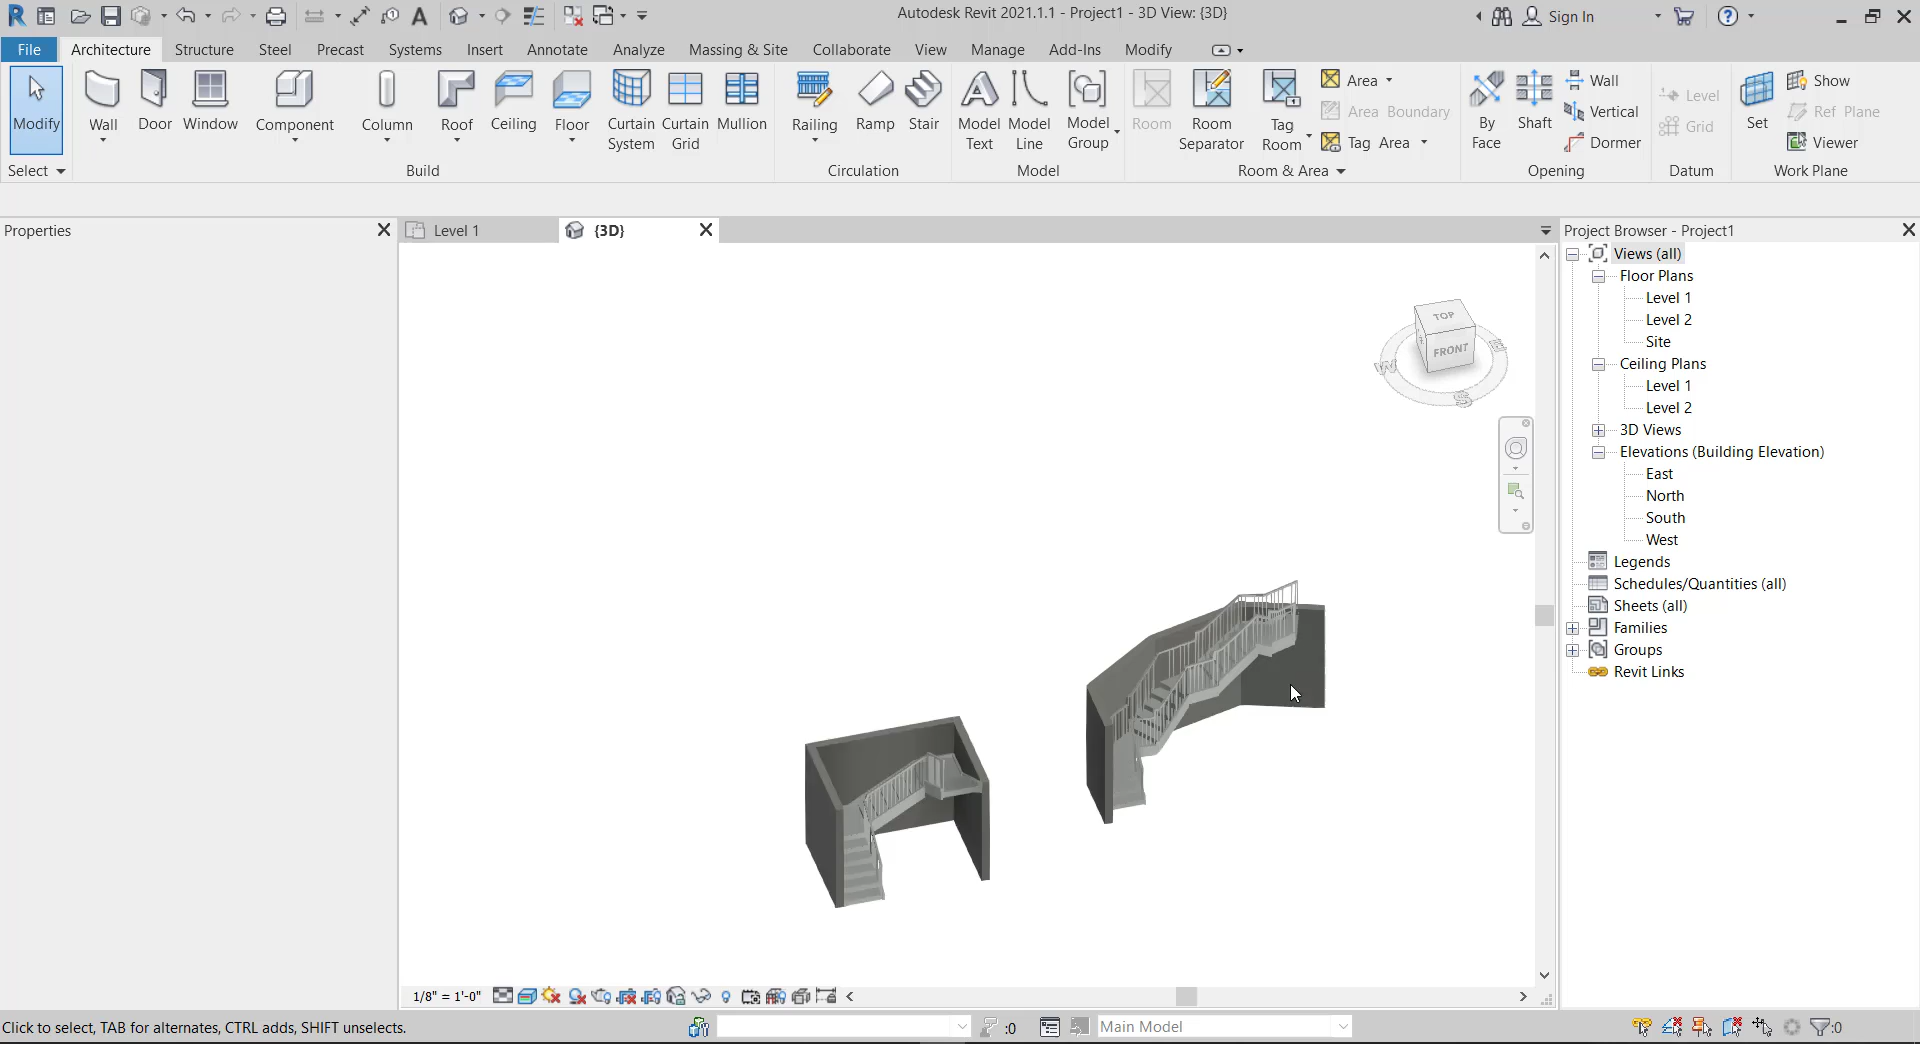 Autodesk Revit 2021.1.1 - Project1 - 3D View: {3D}
Sign In
File Architecture Structure Steel Precast Systems Insert Annotate Analyze Massing & Site Collaborate View Manage Add-Ins Modify
Modify
Wall
Door
Window
Component
Column
Roof
Ceiling
Floor
Curtain
System
Curtain
Grid
Mullion
Railing
Ramp
Stair
Model
Text
Model
Line
Model
Group
Room
Room
Separator
Tag
Room
Area
Area Boundary
Tag Area
By
Face
Shaft
Wall
Vertical
Dormer
Level
Grid
Set
Show
Ref Plane
Viewer
Select
Build
Circulation
Model
Room & Area
Opening
Datum
Work Plane
Properties
Level 1
{3D}
TOP
FRONT
W
S
E
Project Browser - Project1
Views (all)
Floor Plans
Level 1
Level 2
Site
Ceiling Plans
Level 1
Level 2
3D Views
Elevations (Building Elevation)
East
North
South
West
Legends
Schedules/Quantities (all)
Sheets (all)
Families
Groups
Revit Links
1/8" = 1'-0"
Click to select, TAB for alternates, CTRL adds, SHIFT unselects.
:0
Main Model
:0